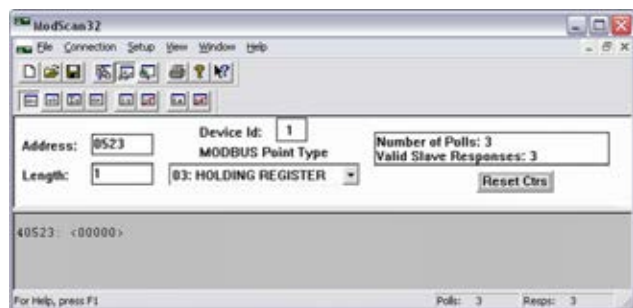 ModScan32
File Connection Setup View Window Help
Address: 0523
Device Id: 1
MODBUS Point Type
Length: 1
03: HOLDING REGISTER
Number of Polls: 3
Valid Slave Responses: 3
Reset Ctrs
40523: <00000>
For Help, press F1
Polls: 3
Resps: 3